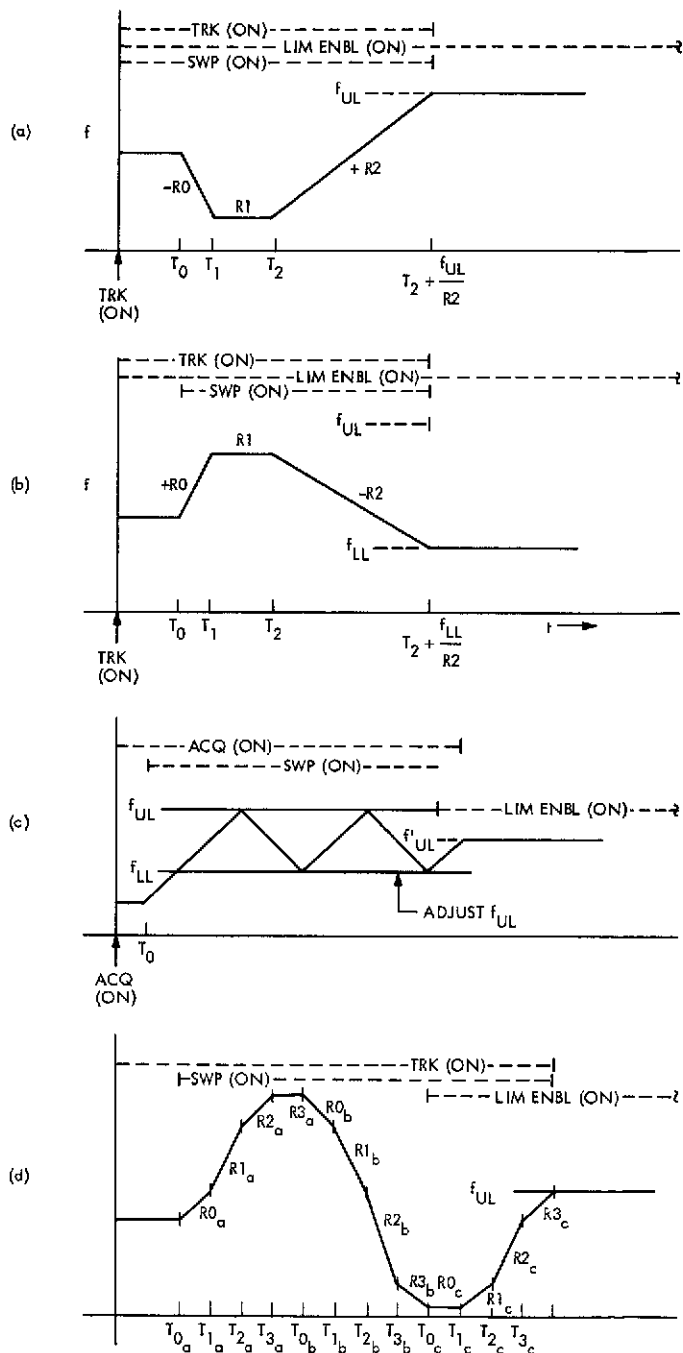 TRK (ON)
LIM ENBL (ON)
SWP (ON)
f_UL
(a)
f
-R0
R1
+ R2
T_0 T_1 T_2 T_2 + f_UL/R2
TRK (ON)
TRK (ON)
LIM ENBL (ON)
SWP (ON)
f_UL
R1
(b)
f
+R0
-R2
f_LL
T_0 T_1 T_2 T_2 + f_LL/R2 t
TRK (ON)
ACQ (ON)
SWP (ON)
(c)
f_UL
LIM ENBL (ON)
f'_UL
f_LL
ADJUST f_UL
T_0
ACQ (ON)
TRK (ON)
SWP (ON)
LIM ENBL (ON)
(d)
R0_a R1_a R2_a R3_a R0_b R1_b R2_b R3_b R0_c R1_c R2_c R3_c
f_UL
T_0a T_1a T_2a T_3a T_0b T_1b T_2b T_3b T_0c T_1c T_2c T_3c